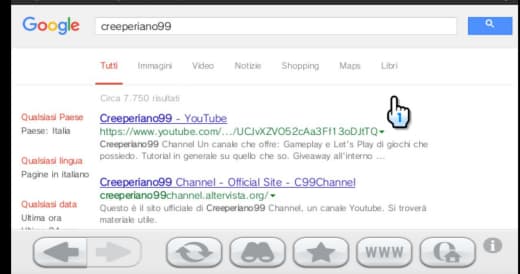 Google creeperiano99
Tutti Immagini Video Notizie Shopping Maps Libri
Circa 7.750 risultati
Qualsiasi Paese
Paese: Italia
Qualsiasi lingua
Pagine in italiano
Qualsiasi data
Ultima ora
Creeperiano99 - YouTube
https://www.youtube.com/.../UCJvXZVO52cAa3Ff13oDJtTQ
Creeperiano99 Channel Un canale che offre: Gameplay e Let's Play di giochi che
possiedo. Tutorial in generale su quello che so. Giveaway all'interno ...
Creeperiano99 Channel - Official Site - C99Channel
creeperiano99channel.altervista.org/
Questo è il sito ufficiale di Creeperiano99 Channel, un canale Youtube. Si troverà
materiale utile.
1
WWW
G
i